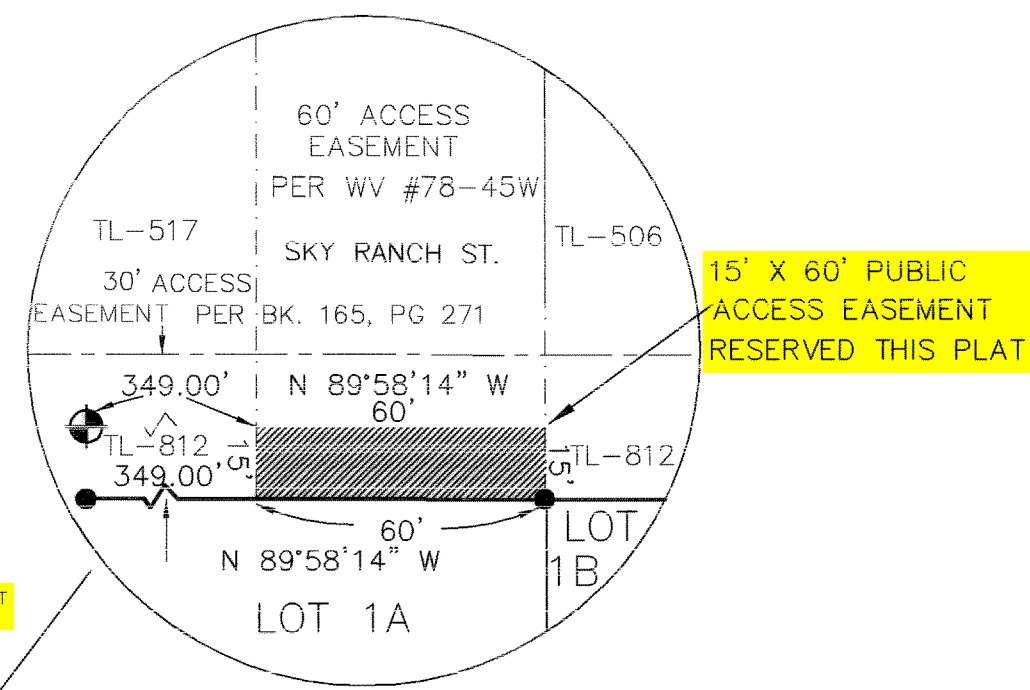 60' ACCESS
EASEMENT
PER WV #78-45W
TL-517
SKY RANCH ST.
TL-506
30' ACCESS
EASEMENT PER BK. 165, PG 271
15' X 60' PUBLIC
ACCESS EASEMENT
RESERVED THIS PLAT
349.00'
N 89°58'14" W
60'
TL-812
15'
15'
TL-812
349.00'
60'
N 89°58'14" W
LOT
1B
LOT 1A
T